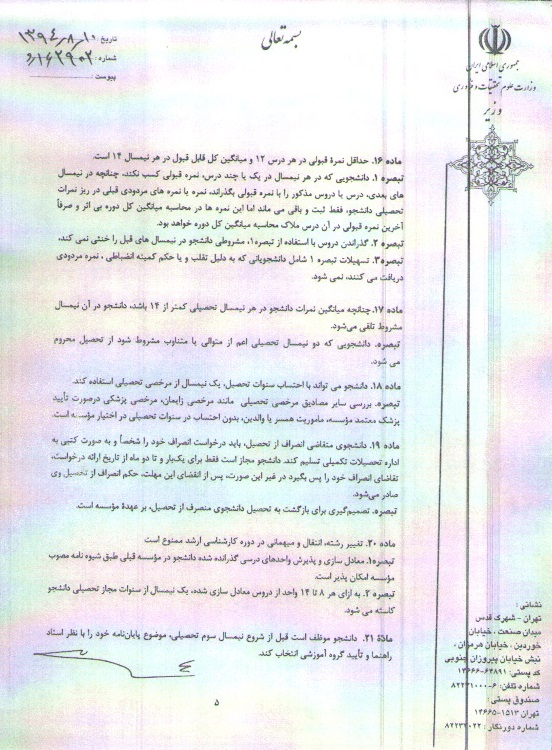 بسمه تعالی
تاریخ: ۱۳۹۴/۸/۱۰
شماره: ۱۶۲۹۰۲/و
پیوست:
جمهوری اسلامی ایران
وزارت علوم تحقیقات و فناوری
وزیر
ماده ۱۶. حداقل نمرهٔ قبولی در هر درس ۱۲ و میانگین کل قابل قبول در هر نیمسال ۱۴ است.
تبصره ۱. دانشجویی که در هر نیمسال در یک یا چند درس، نمره قبولی کسب نکند، چنانچه در نیمسال
های بعدی، درس یا دروس مذکور را با نمره قبولی بگذراند، نمره یا نمره های مردودی قبلی در ریز نمرات
تحصیلی دانشجو، فقط ثبت و باقی می ماند اما این نمره ها در محاسبه میانگین کل دوره بی اثر و صرفاً
آخرین نمره قبولی در آن درس ملاک محاسبه میانگین کل دوره خواهد بود.
تبصره ۲. گذراندن دروس با استفاده از تبصره۱، مشروطی دانشجو در نیمسال های قبل را خنثی نمی کند،
تبصره۳. تسهیلات تبصره ۱ شامل دانشجویانی که به دلیل تقلب و یا حکم کمیته انضباطی ، نمره مردودی
دریافت می کنند، نمی شود.
ماده ۱۷.چنانچه میانگین نمرات دانشجو در هر نیمسال تحصیلی کمتر از ۱۴ باشد، دانشجو در آن نیمسال
مشروط تلقی می‌شود.
تبصره. دانشجویی که دو نیمسال تحصیلی اعم از متوالی یا متناوب مشروط شود از تحصیل محروم
می شود.
ماده ۱۸. دانشجو می تواند با احتساب سنوات تحصیل، یک نیمسال از مرخصی تحصیلی استفاده کند.
تبصره. بررسی سایر مصادیق مرخصی تحصیلی مانند مرخصی زایمان، مرخصی پزشکی درصورت تأیید
پزشک معتمد مؤسسه، مأموریت همسر یا والدین، بدون احتساب در سنوات تحصیلی در اختیار مؤسسه است.
ماده ۱۹. دانشجوی متقاضی انصراف از تحصیل، باید درخواست انصراف خود را شخصاً و به صورت کتبی به
اداره تحصیلات تکمیلی تسلیم کند. دانشجو مجاز است فقط برای یک‌بار و تا دو ماه از تاریخ ارائه درخواست،
تقاضای انصراف خود را پس بگیرد در غیر این صورت، پس از انقضای این مهلت، حکم انصراف از تحصیل وی
صادر می‌شود.
تبصره. تصمیم‌گیری برای بازگشت به تحصیل دانشجوی منصرف از تحصیل، بر عهدهٔ مؤسسه است.
ماده ۲۰. تغییر رشته، انتقال و میهمانی در دوره کارشناسی ارشد ممنوع است
تبصره۱. معادل سازی و پذیرش واحدهای درسی گذرانده شده دانشجو در مؤسسه قبلی طبق شیوه نامه مصوب
مؤسسه امکان پذیر است.
تبصره ۲. به ازای هر ۸ تا ۱۴ واحد از دروس معادل سازی شده، یک نیمسال از سنوات مجاز تحصیلی دانشجو
کاسته می شود.
مادهٔ ۲۱. دانشجو موظف است قبل از شروع نیمسال سوم تحصیلی، موضوع پایان‌نامه خود را با نظر استاد
راهنما و تأیید گروه آموزشی انتخاب کند.
۵
نشانی :
تهران - شهرک قدس
میدان صنعت ، خیابان
خوردین ، خیابان هرمزان ،
نبش خیابان پیروزان جنوبی
کد پستی: ۶۴۸۹۱-۱۴۶۶۶
شماره تلفن: ۶-۸۲۲۳۱۰۰۰
صندوق پستی:
تهران ۱۵۱۳-۱۴۶۶۵
شماره دورنگار: ۸۲۲۳۴۰۲۲